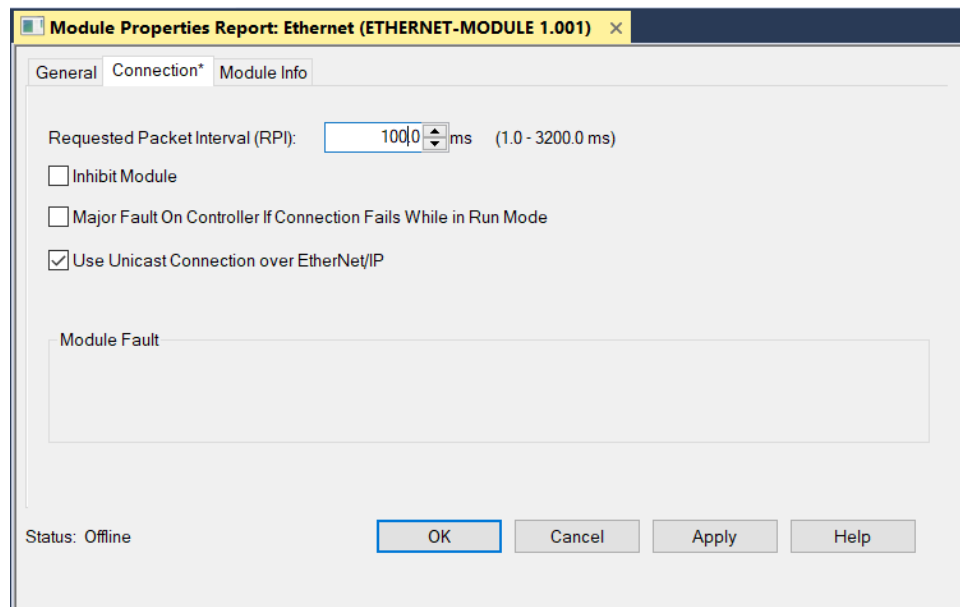 Module Properties Report: Ethernet (ETHERNET-MODULE 1.001) ×
General Connection* Module Info
Requested Packet Interval (RPI): 100.0 ms (1.0 - 3200.0 ms)
Inhibit Module
Major Fault On Controller If Connection Fails While in Run Mode
Use Unicast Connection over EtherNet/IP
Module Fault
Status: Offline OK Cancel Apply Help